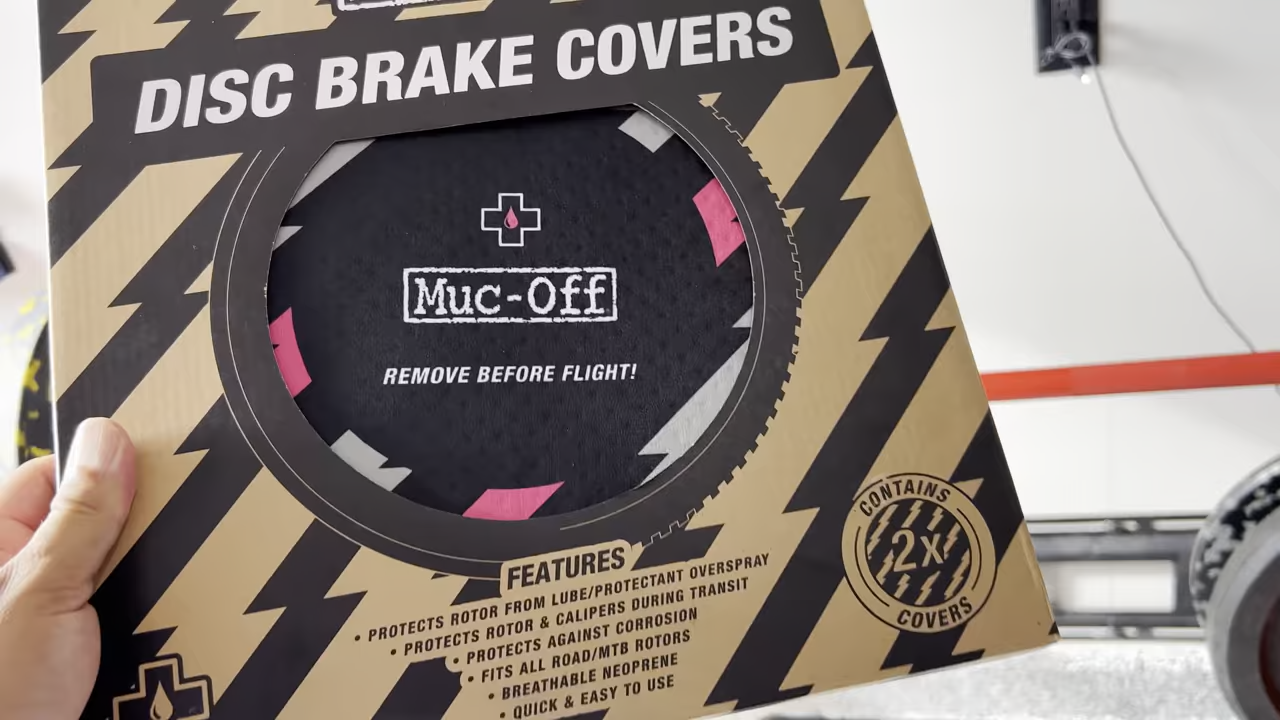 DISC BRAKE COVERS
Muc-Off
REMOVE BEFORE FLIGHT!
FEATURES
• PROTECTS ROTOR FROM LUBE/PROTECTANT OVERSPRAY
• PROTECTS ROTOR & CALIPERS DURING TRANSIT
• PROTECTS AGAINST CORROSION
• FITS ALL ROAD/MTB ROTORS
• BREATHABLE NEOPRENE
• QUICK & EASY TO USE
CONTAINS
2x
COVERS